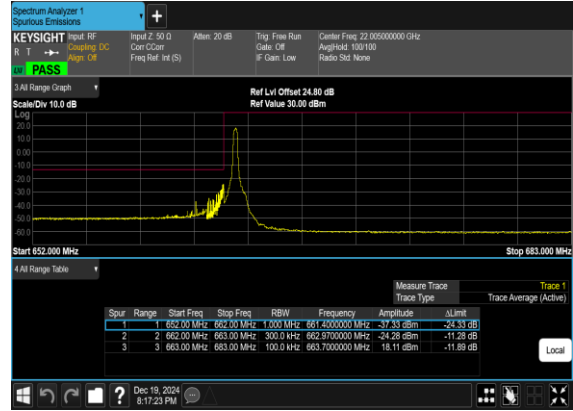 Spectrum Analyzer 1
Spurious Emissions
+
KEYSIGHT Input: RF Input Z: 50 Ω Atten: 20 dB Trig: Free Run Center Freq: 22.005000000 GHz
R T Coupling: DC Corr CCorr Gate: Off Avg|Hold: 100/100
Align: Off Freq Ref: Int (S) IF Gain: Low Radio Std: None
PASS
3 All Range Graph
Ref Lvl Offset 24.80 dB
Scale/Div 10.0 dB Ref Value 30.00 dBm
Log
20.0
10.0
0.00
-10.0
-20.0
-30.0
-40.0
-50.0
-60.0
Start 652.000 MHz Stop 683.000 MHz
4 All Range Table
Measure Trace Trace 1
Trace Type Trace Average (Active)
Spur Range Start Freq Stop Freq RBW Frequency Amplitude ΔLimit
1 1 652.00 MHz 662.00 MHz 1.000 MHz 661.4000000 MHz -37.33 dBm -24.33 dB
2 2 662.00 MHz 663.00 MHz 300.0 kHz 662.9700000 MHz -24.28 dBm -11.28 dB
3 3 663.00 MHz 683.00 MHz 100.0 kHz 663.7000000 MHz 18.11 dBm -11.89 dB
Local
? Dec 19, 2024
8:17:23 PM